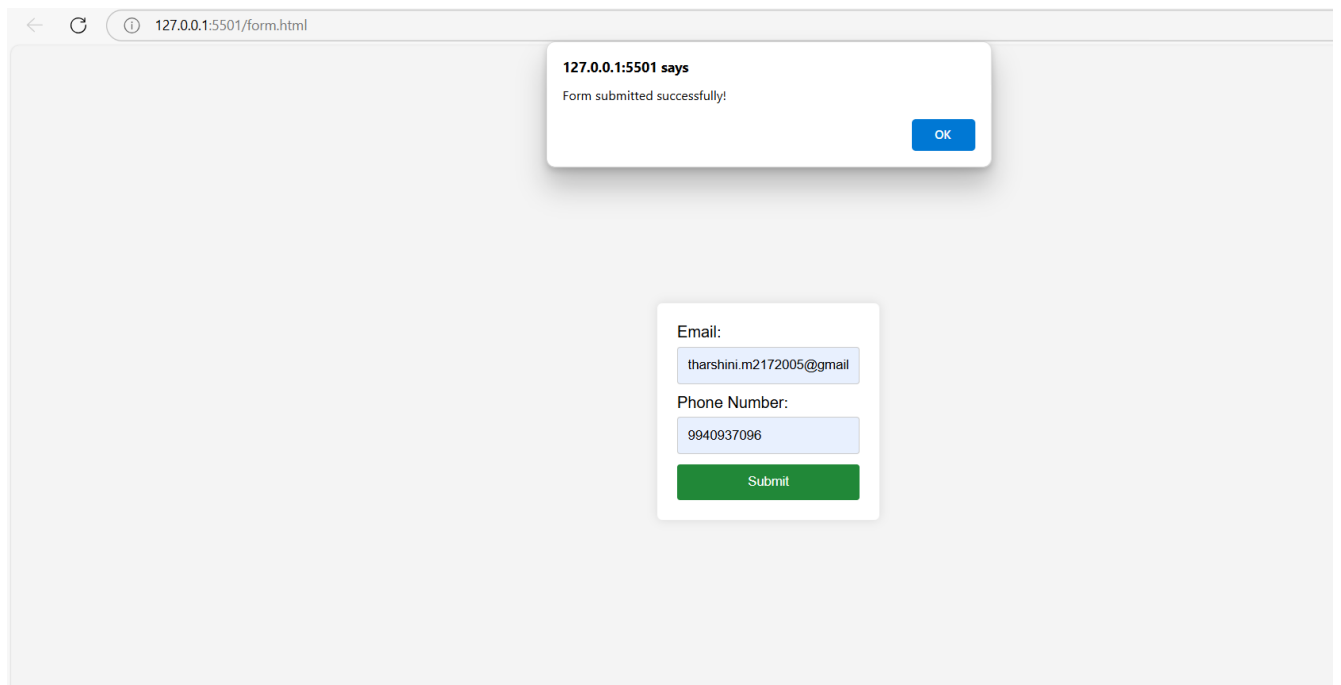 127.0.0.1:5501/form.html
127.0.0.1:5501 says
Form submitted successfully!
OK
Email:
tharshini.m2172005@gmail
Phone Number:
9940937096
Submit